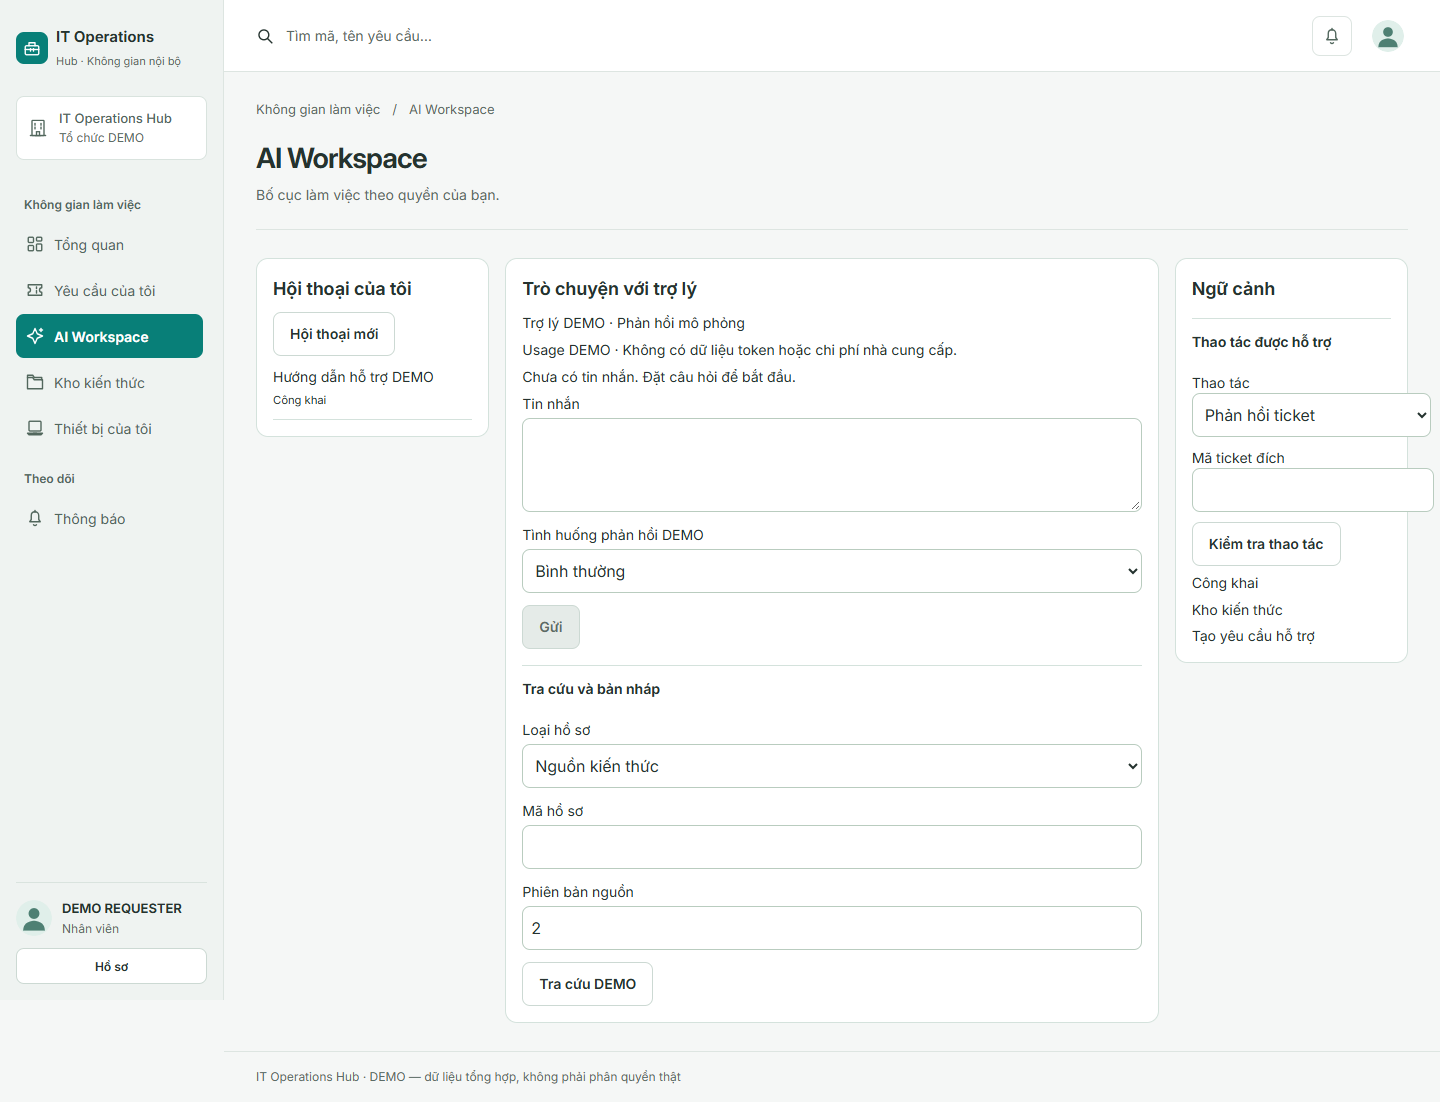 IT Operations
Hub · Không gian nội bộ
IT Operations Hub
Tổ chức DEMO
Không gian làm việc
Tổng quan
Yêu cầu của tôi
AI Workspace
Kho kiến thức
Thiết bị của tôi
Theo dõi
Thông báo
DEMO REQUESTER
Nhân viên
Hồ sơ
Tìm mã, tên yêu cầu...
Không gian làm việc / AI Workspace
AI Workspace
Bố cục làm việc theo quyền của bạn.
Hội thoại của tôi
Hội thoại mới
Hướng dẫn hỗ trợ DEMO
Công khai
Trò chuyện với trợ lý
Trợ lý DEMO · Phản hồi mô phỏng
Usage DEMO · Không có dữ liệu token hoặc chi phí nhà cung cấp.
Chưa có tin nhắn. Đặt câu hỏi để bắt đầu.
Tin nhắn
Tình huống phản hồi DEMO
Bình thường
Gửi
Tra cứu và bản nháp
Loại hồ sơ
Nguồn kiến thức
Mã hồ sơ
Phiên bản nguồn
2
Tra cứu DEMO
Ngữ cảnh
Thao tác được hỗ trợ
Thao tác
Phản hồi ticket
Mã ticket đích
Kiểm tra thao tác
Công khai
Kho kiến thức
Tạo yêu cầu hỗ trợ
IT Operations Hub · DEMO — dữ liệu tổng hợp, không phải phân quyền thật